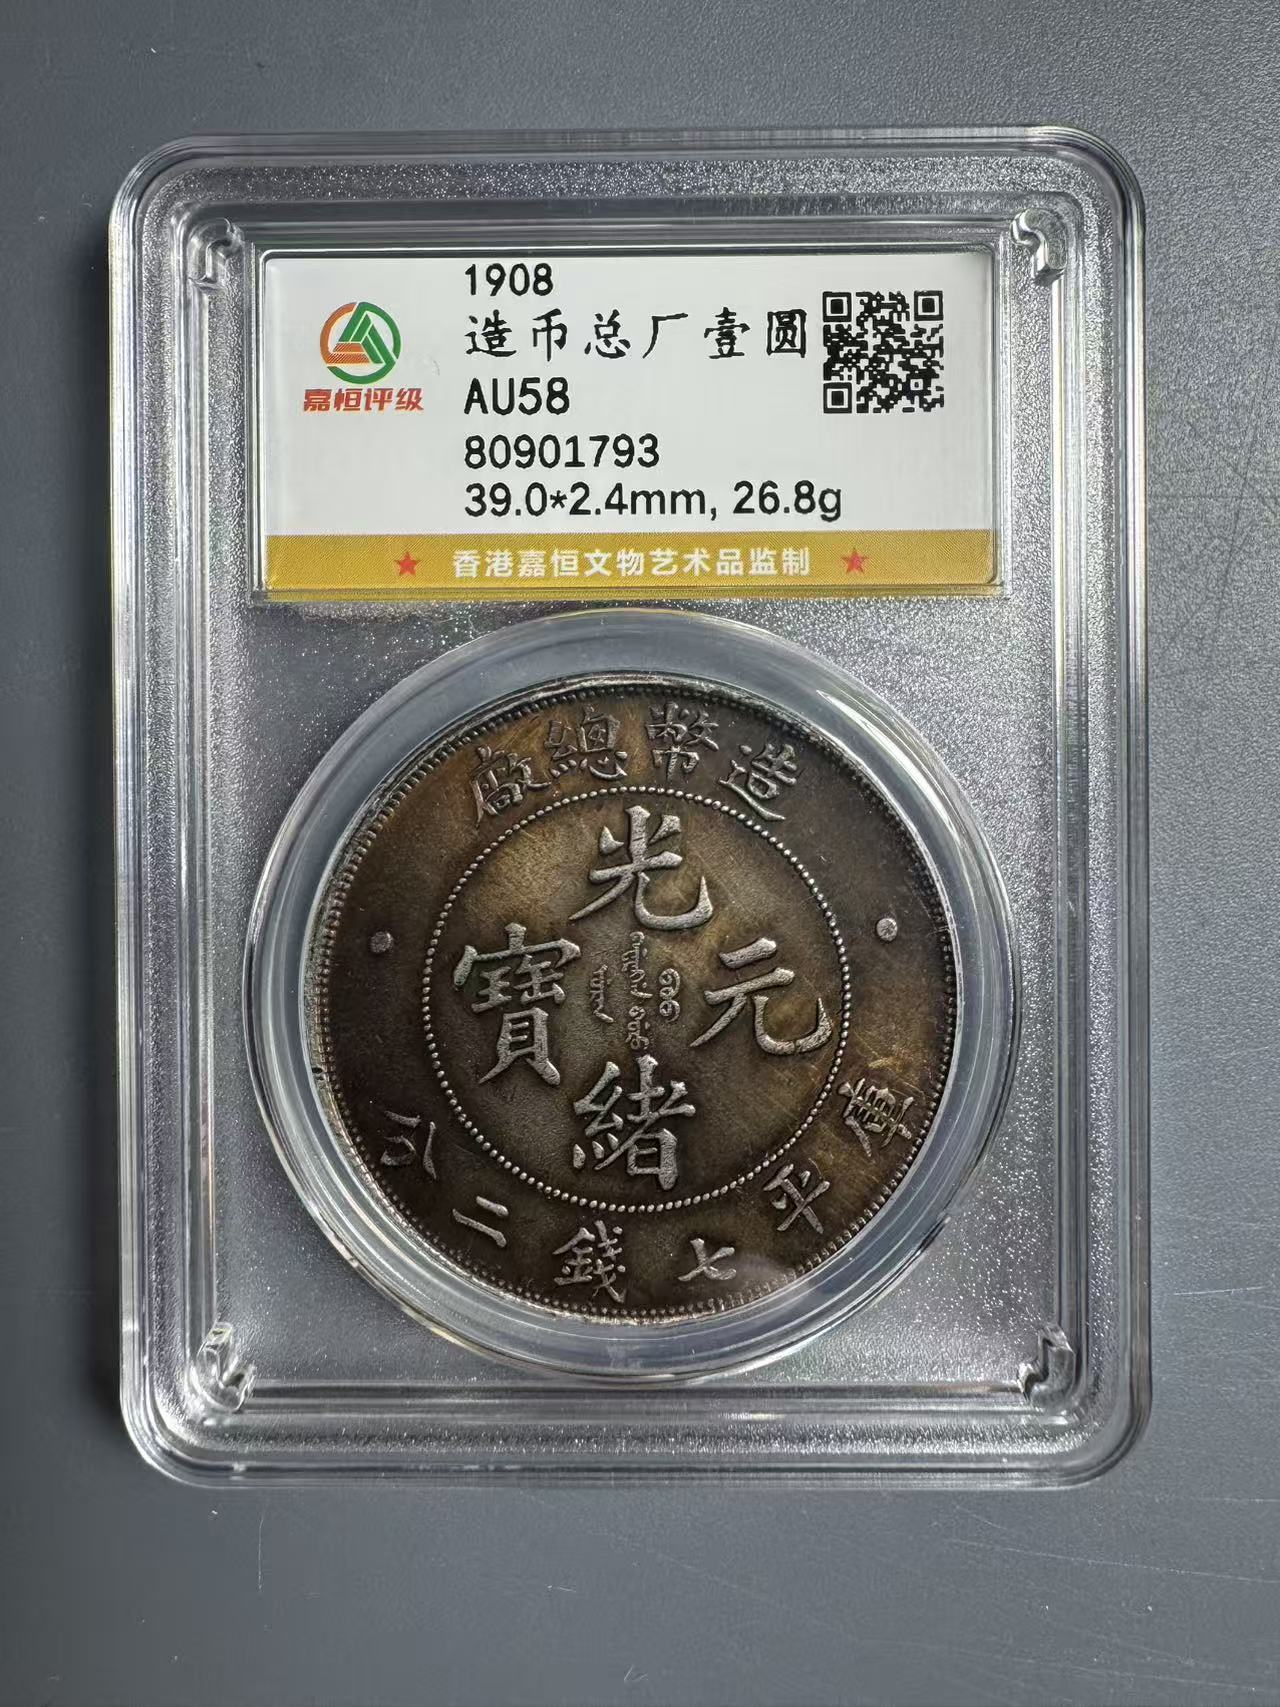 1908
造币总厂壹圆
AU58
80901793
39.0*2.4mm, 26.8g
嘉恒评级
★ 香港嘉恒文物艺术品监制 ★
造幣總廠
光緒元寶
庫平七錢二分